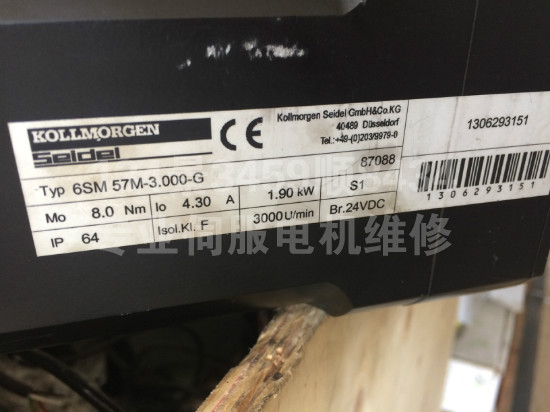 KOLLMORGEN
Seidel
CE
Kollmorgen Seidel GmbH&Co.KG
40489 Düsseldorf
Tel.:+49-(0)203/9979-0
Typ 6SM 57M-3.000-G
87088
Mo 8.0 Nm Io 4.30 A 1.90 kW S1
IP 64 Isol.Kl. F 3000U/min Br.24VDC
1306293151
1306293151
专业伺服电机维修